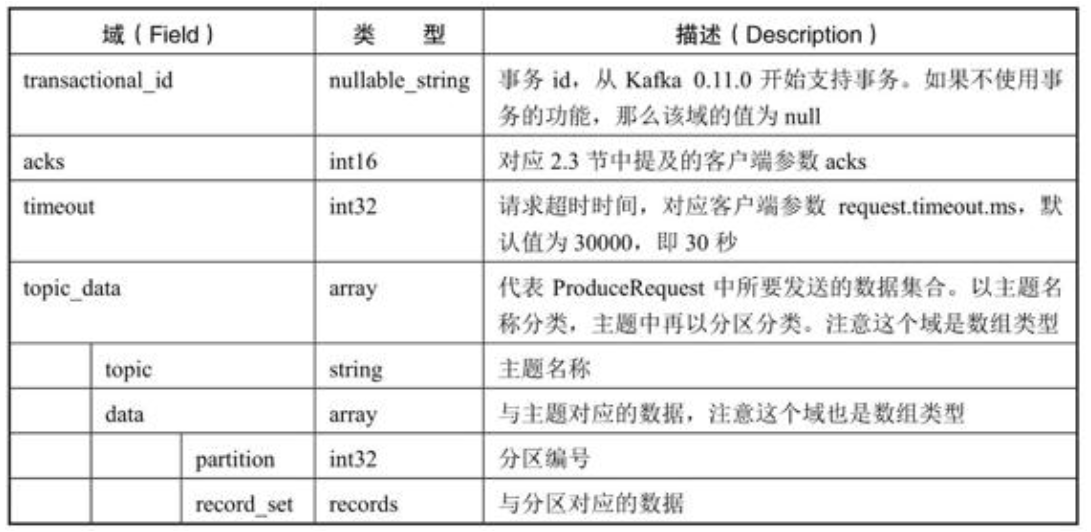 域（Field） 类 型 描述（Description）
transactional_id nullable_string 事务 id，从 Kafka 0.11.0 开始支持事务。如果不使用事
务的功能，那么该域的值为 null
acks int16 对应 2.3 节中提及的客户端参数 acks
timeout int32 请求超时时间，对应客户端参数 request.timeout.ms，默
认值为 30000，即 30 秒
topic_data array 代表 ProduceRequest 中所要发送的数据集合。以主题名
称分类，主题中再以分区分类。注意这个域是数组类型
topic string 主题名称
data array 与主题对应的数据，注意这个域也是数组类型
partition int32 分区编号
record_set records 与分区对应的数据